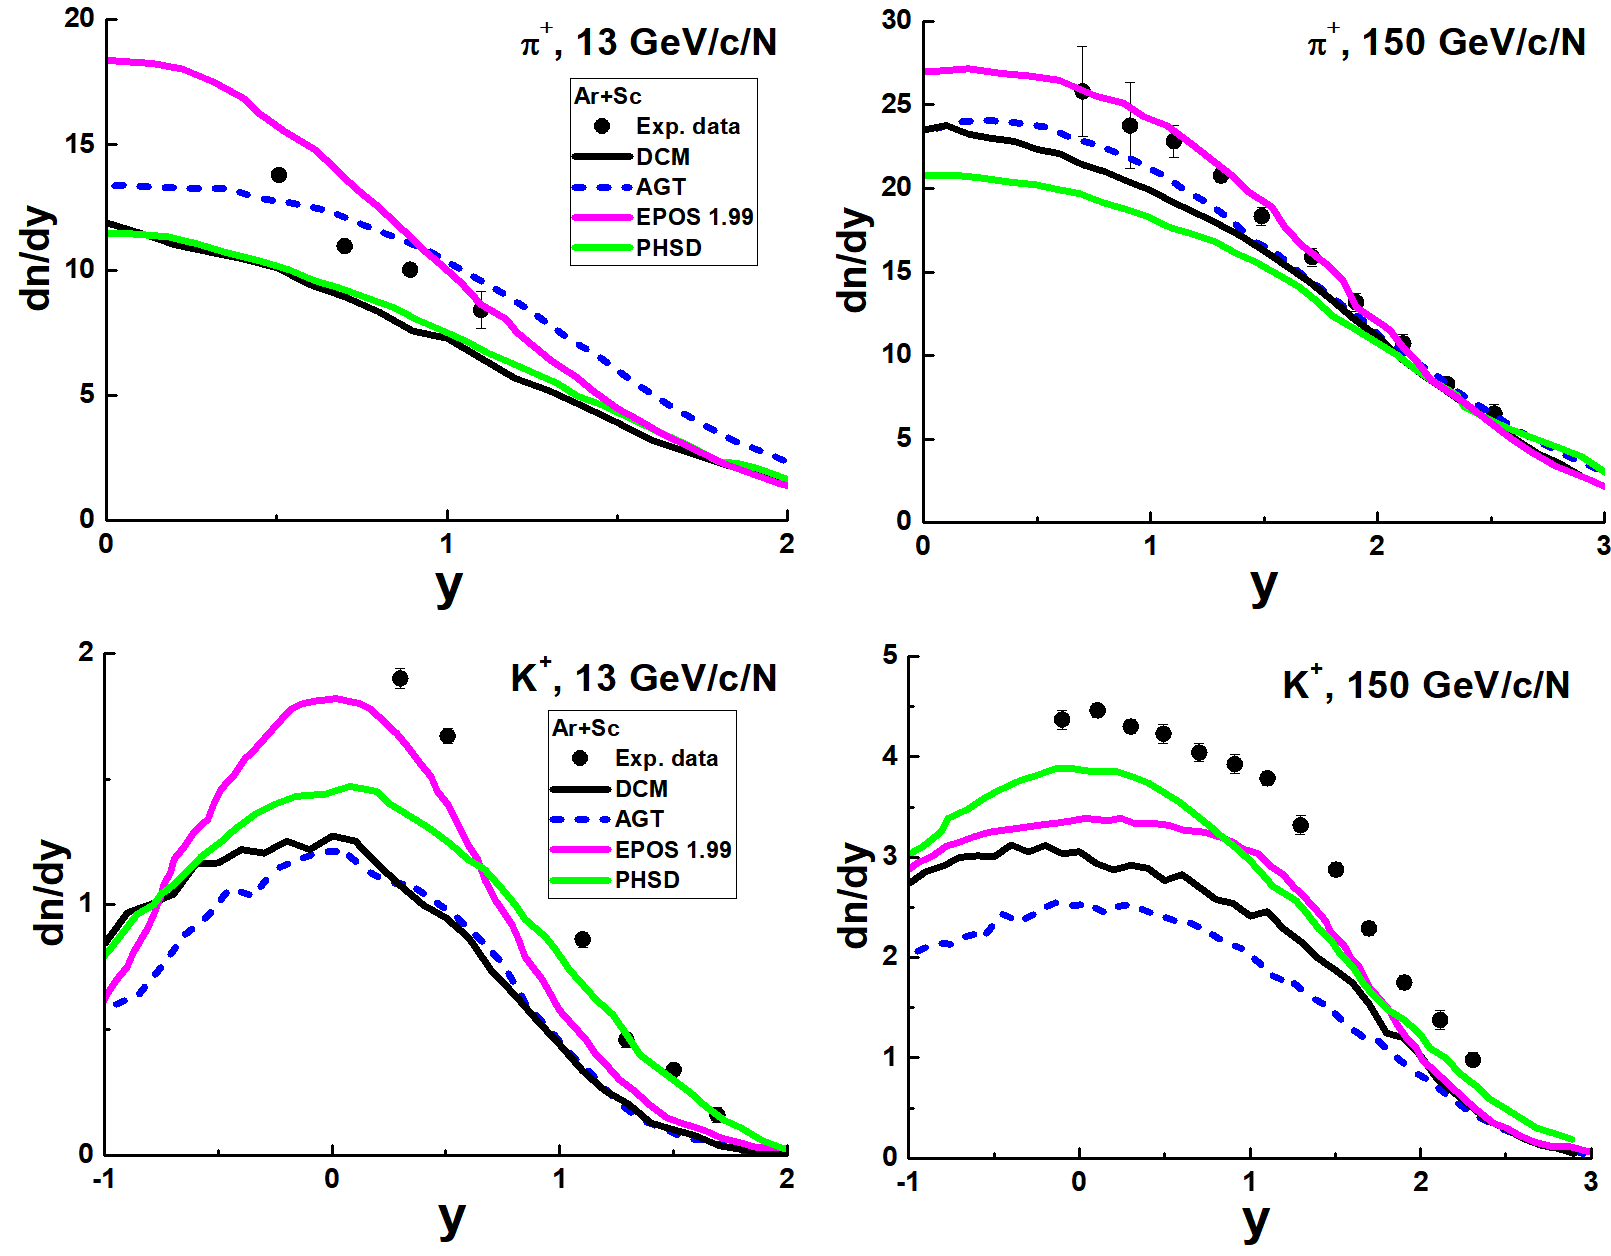 π+, 13 GeV/c/N
20
15
10
5
0
dn/dy
Ar+Sc
Exp. data
DCM
AGT
EPOS 1.99
PHSD
0 1 2
y
π+, 150 GeV/c/N
30
25
20
15
10
5
0
dn/dy
0 1 2 3
y
K+, 13 GeV/c/N
2
1
0
dn/dy
Ar+Sc
Exp. data
DCM
AGT
EPOS 1.99
PHSD
-1 0 1 2
y
K+, 150 GeV/c/N
5
4
3
2
1
0
dn/dy
-1 0 1 2 3
y